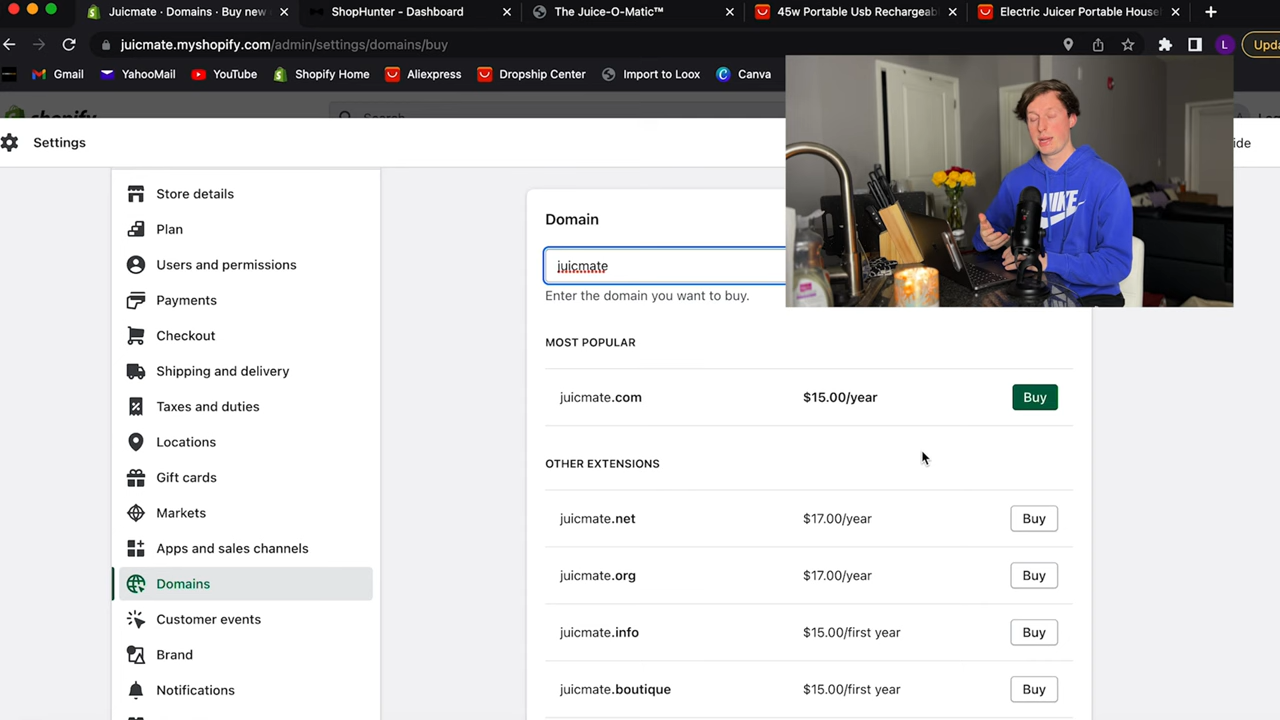 Juicmate · Domains · Buy new
ShopHunter - Dashboard
The Juice-O-Matic™
45w Portable Usb Rechargeab
Electric Juicer Portable House
juicmate.myshopify.com/admin/settings/domains/buy
L
Upda
Gmail
YahooMail
YouTube
Shopify Home
Aliexpress
Dropship Center
Import to Loox
Canva
Settings
ide
Store details
Plan
Users and permissions
Payments
Checkout
Shipping and delivery
Taxes and duties
Locations
Gift cards
Markets
Apps and sales channels
Domains
Customer events
Brand
Notifications
Domain
juicmate
Enter the domain you want to buy.
MOST POPULAR
juicmate.com $15.00/year Buy
OTHER EXTENSIONS
juicmate.net $17.00/year Buy
juicmate.org $17.00/year Buy
juicmate.info $15.00/first year Buy
juicmate.boutique $15.00/first year Buy
NIKE